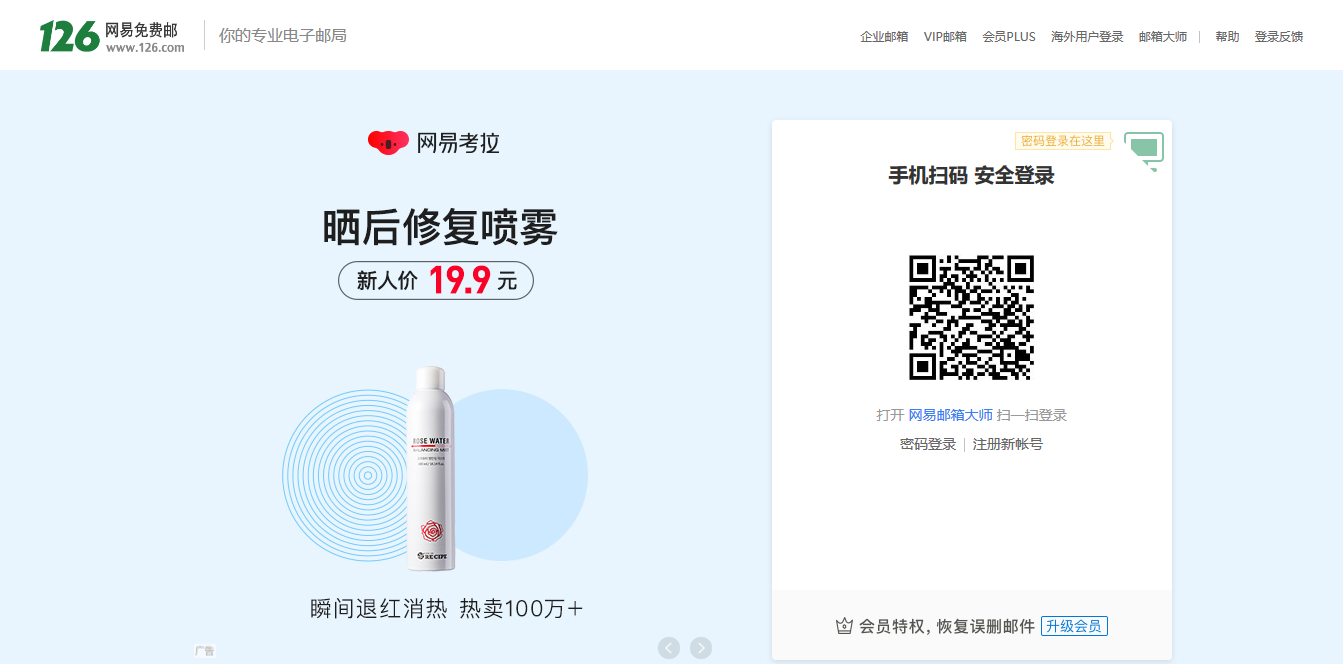 126 网易免费邮
www.126.com
你的专业电子邮局
企业邮箱 VIP邮箱 会员PLUS 海外用户登录 邮箱大师 | 帮助 登录反馈
网易考拉
晒后修复喷雾
新人价 19.9 元
ROSE WATER
BALANCING MIST
RECIPE
瞬间退红消热 热卖100万+
广告
密码登录在这里
手机扫码 安全登录
打开 网易邮箱大师 扫一扫登录
密码登录 | 注册新帐号
会员特权, 恢复误删邮件 升级会员